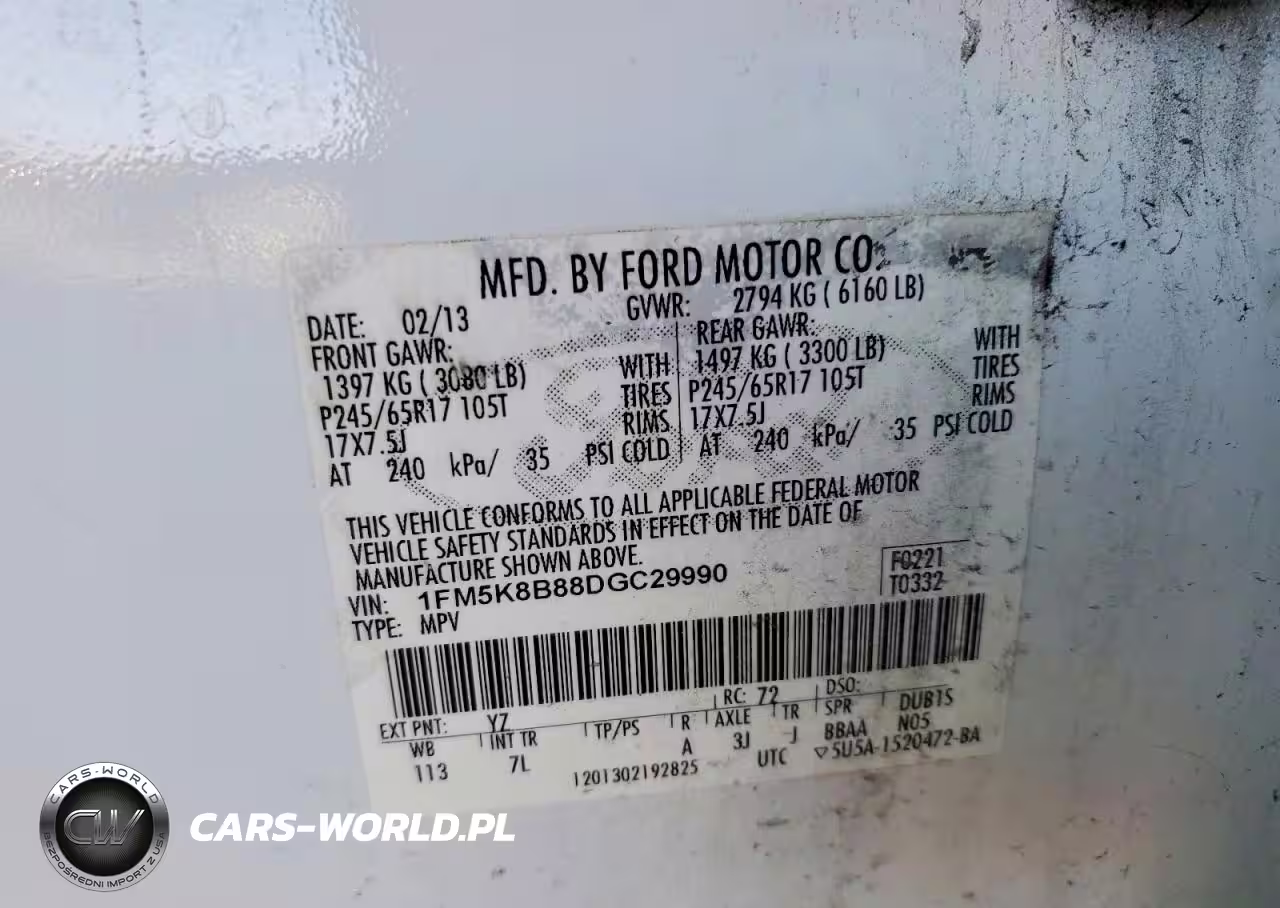 MFD. BY FORD MOTOR CO.
DATE: 02/13 GVWR: 2794 KG ( 6160 LB)
FRONT GAWR: REAR GAWR:
1397 KG ( 3080 LB) WITH 1497 KG ( 3300 LB) WITH
P245/65R17 105T TIRES P245/65R17 105T TIRES
17X7.5J RIMS 17X7.5J RIMS
AT 240 kPa/ 35 PSI COLD AT 240 kPa/ 35 PSI COLD
THIS VEHICLE CONFORMS TO ALL APPLICABLE FEDERAL MOTOR
VEHICLE SAFETY STANDARDS IN EFFECT ON THE DATE OF
MANUFACTURE SHOWN ABOVE.
VIN: 1FM5K8B88DGC29990 F0221
TYPE: MPV T0332
EXT PNT: YZ RC: 72 DSO:
WB INT TR TP/PS R AXLE TR SPR DUB1S
113 7L A 3J J BBAA N05
1201302192825 UTC ▽5U5A-1520472-BA
CARS-WORLD
CW
BEZPOŚREDNI IMPORT Z USA
CARS-WORLD.PL